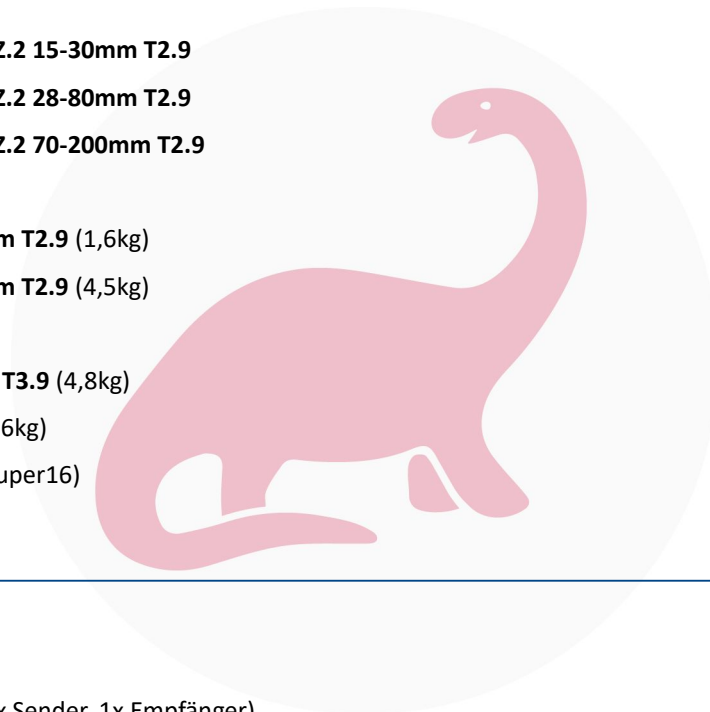 Z.2 15-30mm T2.9
Z.2 28-80mm T2.9
Z.2 70-200mm T2.9
m T2.9 (1,6kg)
m T2.9 (4,5kg)
T3.9 (4,8kg)
6kg)
uper16)
x Sender, 1x Empfänger)